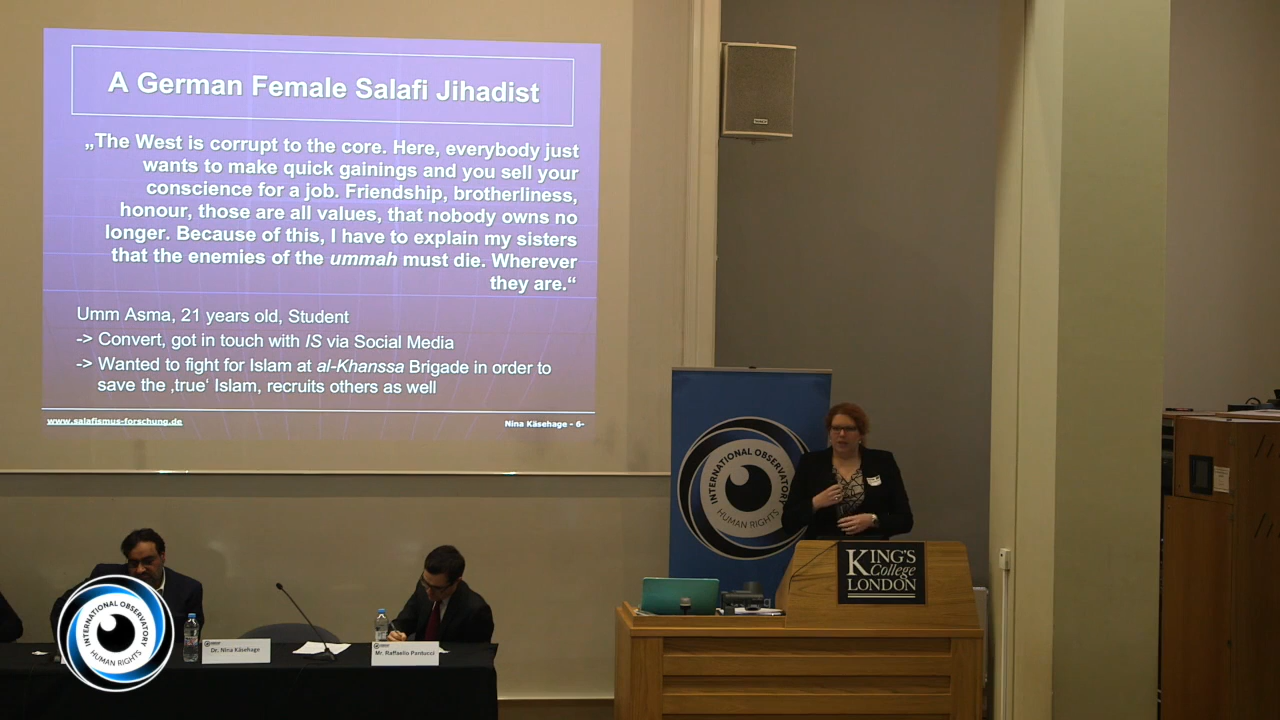 A German Female Salafi Jihadist
„The West is corrupt to the core. Here, everybody just
wants to make quick gainings and you sell your
conscience for a job. Friendship, brotherliness,
honour, those are all values, that nobody owns no
longer. Because of this, I have to explain my sisters
that the enemies of the ummah must die. Wherever
they are.“
Umm Asma, 21 years old, Student
-> Convert, got in touch with IS via Social Media
-> Wanted to fight for Islam at al-Khanssa Brigade in order to
save the ‚true‘ Islam, recruits others as well
www.salafismus-forschung.de
Nina Käsehage - 6-
INTERNATIONAL OBSERVATORY
HUMAN RIGHTS
KING'S
College
LONDON
Dr. Nina Käsehage
Mr. Raffaello Pantucci
INTERNATIONAL OBSERVATORY
HUMAN RIGHTS